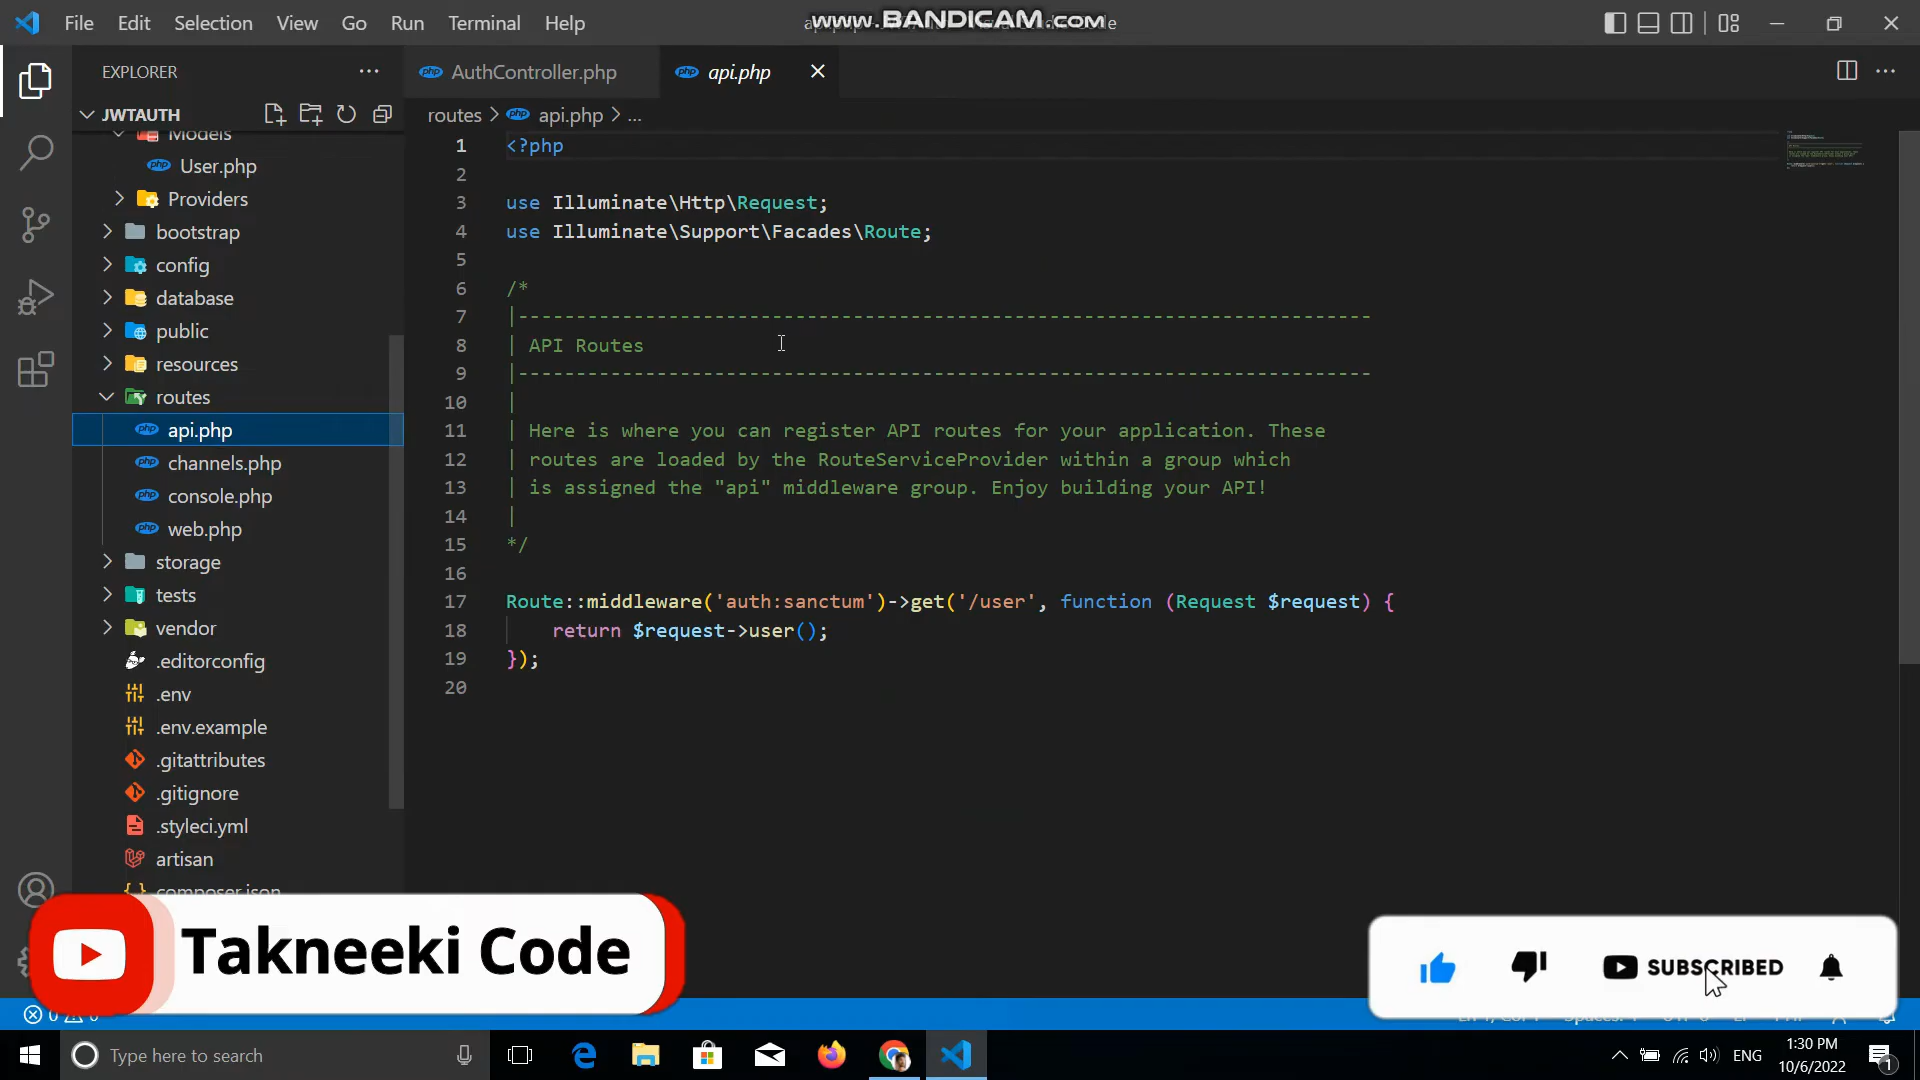 File Edit Selection View Go Run Terminal Help
www.BANDICAM.com
EXPLORER
AuthController.php
api.php
JWTAUTH
routes > api.php > ...
Models
User.php
Providers
bootstrap
config
database
public
resources
routes
api.php
channels.php
console.php
web.php
storage
tests
vendor
.editorconfig
.env
.env.example
.gitattributes
.gitignore
.styleci.yml
artisan
composer.json
1 <?php
2
3 use Illuminate\Http\Request;
4 use Illuminate\Support\Facades\Route;
5
6 /*
7 |--------------------------------------------------------------------------
8 | API Routes
9 |--------------------------------------------------------------------------
10 |
11 | Here is where you can register API routes for your application. These
12 | routes are loaded by the RouteServiceProvider within a group which
13 | is assigned the "api" middleware group. Enjoy building your API!
14 |
15 */
16
17 Route::middleware('auth:sanctum')->get('/user', function (Request $request) {
18 return $request->user();
19 });
20
Takneeki Code
SUBSCRIBED
Type here to search
ENG
1:30 PM
10/6/2022
1